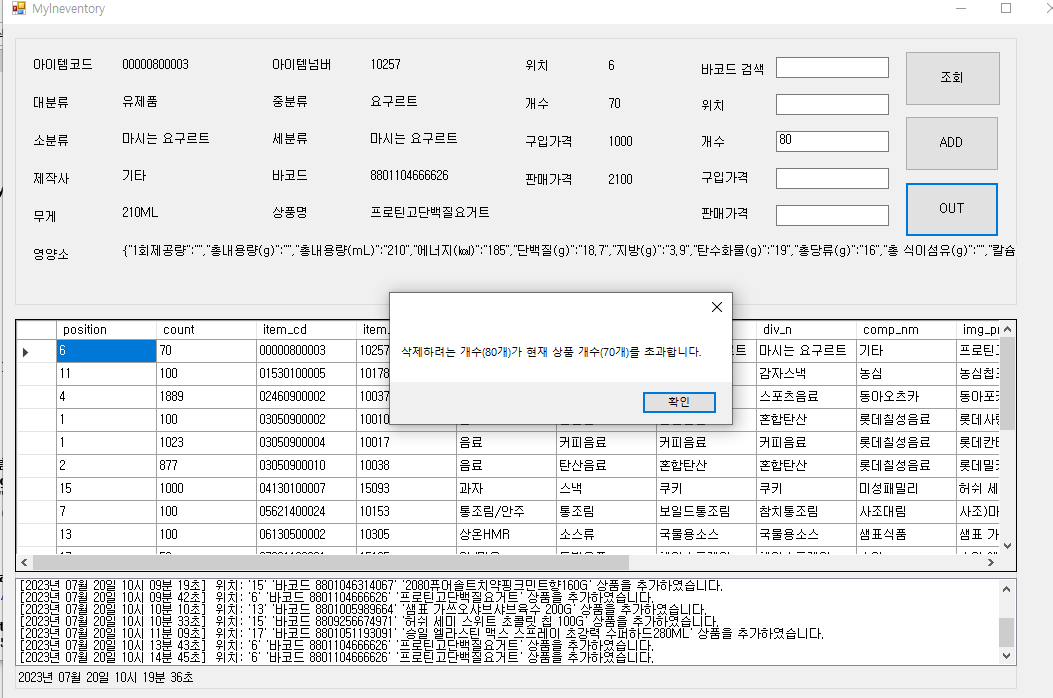 MyIneventory
아이템코드 00000800003 아이템넘버 10257 위치 6 바코드 검색 조회
대분류 유제품 중분류 요구르트 개수 70 위치
소분류 마시는 요구르트 세분류 마시는 요구르트 구입가격 1000 개수 80 ADD
제작사 기타 바코드 8801104666626 판매가격 2100 구입가격
무게 210ML 상품명 프로틴고단백질요거트 판매가격 OUT
영양소 {"1회제공량":"","총내용량(g)":"","총내용량(mL)":"210","에너지(㎉)":"185","단백질(g)":"18.7","지방(g)":"3.9","탄수화물(g)":"19","총당류(g)":"16","총 식이섬유(g)":"","칼슘
삭제하려는 개수(80개)가 현재 상품 개수(70개)를 초과합니다.
확인
position count item_cd item_ div_n comp_nm img_p
6 70 00000800003 10257 트 마시는 요구르트 기타 프로틴
11 100 01530100005 10178 감자스낵 농심 농심칩
4 1889 02460900002 10037 스포츠음료 동아오츠카 동아포
1 100 03050900002 10010 혼합탄산 롯데칠성음료 롯데사
1 1023 03050900004 10017 음료 커피음료 커피음료 커피음료 롯데칠성음료 롯데칸
2 877 03050900010 10038 음료 탄산음료 혼합탄산 혼합탄산 롯데칠성음료 롯데밀
15 1000 04130100007 15093 과자 스낵 쿠키 쿠키 미성패밀리 허쉬 세
7 100 05621400024 10153 통조림/안주 통조림 보일드통조림 참치통조림 사조대림 사조)마
13 100 06130500002 10305 상온HMR 소스류 국물용소스 국물용소스 샘표식품 샘표 가
[2023년 07월 20일 10시 09분 19초] 위치: '15' '바코드 8801046314067' '2080퓨어솔트치약핑크민트향160G' 상품을 추가하였습니다.
[2023년 07월 20일 10시 09분 42초] 위치: '6' '바코드 8801104666626' '프로틴고단백질요거트' 상품을 추가하였습니다.
[2023년 07월 20일 10시 10분 10초] 위치: '13' '바코드 8801005989664' '샘표 가쓰오샤브샤브육수 200G' 상품을 추가하였습니다.
[2023년 07월 20일 10시 10분 33초] 위치: '15' '바코드 8809256674971' '허쉬 세미 스위트 초콜릿 칩 100G' 상품을 추가하였습니다.
[2023년 07월 20일 10시 11분 09초] 위치: '17' '바코드 8801051193091' '송일 엘라스틴 맥스 스프레이 초강력 수퍼하드280ML' 상품을 추가하였습니다.
[2023년 07월 20일 10시 13분 43초] 위치: '6' '바코드 8801104666626' '프로틴고단백질요거트' 상품을 추가하였습니다.
[2023년 07월 20일 10시 14분 45초] 위치: '6' '바코드 8801104666626' '프로틴고단백질요거트' 상품을 추가하였습니다.
2023년 07월 20일 10시 19분 36초